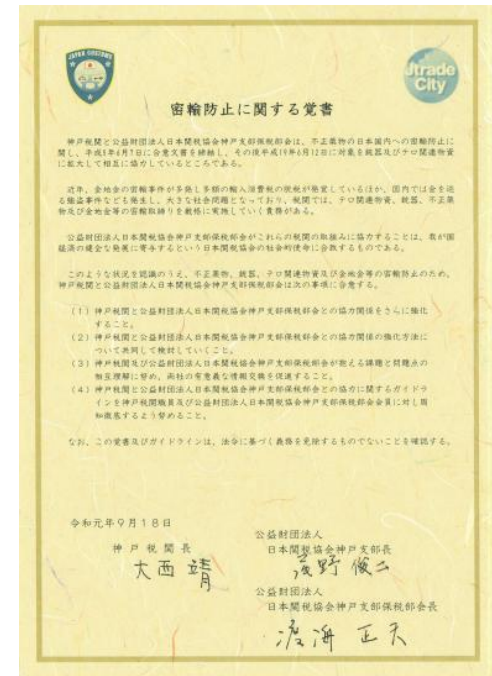 JAPAN CUSTOMS
Jtrade
City
密輸防止に関する覚書
神戸税関と公益財団法人日本関税協会神戸支部保税部会は、不正薬物の日本国内への密輸防止に
関し、平成5年4月7日に合意文書を締結し、その後平成19年6月12日に対象を銃器及びテロ関連物資
に拡大して相互に協力しているところである。
近年、金地金の密輸事件が多発し多額の輸入消費税の脱税が発覚しているほか、国内では金を巡
る強盗事件なども発生し、大きな社会問題となっており、税関では、テロ関連物資、銃器、不正薬
物及び金地金等の密輸取締りを厳格に実施していく責務がある。
公益財団法人日本関税協会神戸支部保税部会がこれらの税関の取組みに協力することは、我が国
経済の健全な発展に寄与するという日本関税協会の社会的使命に合致するものである。
このような状況を認識のうえ、不正薬物、銃器、テロ関連物資及び金地金等の密輸防止のため、
神戸税関と公益財団法人日本関税協会神戸支部保税部会は次の事項に合意する。
(1)神戸税関と公益財団法人日本関税協会神戸支部保税部会との協力関係をさらに強化
すること。
(2)神戸税関と公益財団法人日本関税協会神戸支部保税部会との協力関係の強化方法に
ついて共同して検討していくこと。
(3)神戸税関及び公益財団法人日本関税協会神戸支部保税部会が抱える課題と問題点の
相互理解に努め、両社の有意義な情報交換を促進すること。
(4)神戸税関と公益財団法人日本関税協会神戸支部保税部会との協力に関するガイドラ
インを神戸税関職員及び公益財団法人日本関税協会神戸支部保税部会会員に対し周
知徹底するよう努めること。
なお、この覚書及びガイドラインは、法令に基づく義務を免除するものでないことを確認する。
令和元年9月18日
神戸税関長
大西 靖
公益財団法人
日本関税協会神戸支部長
野 俊二
公益財団法人
日本関税協会神戸支部保税部会長
渡海 正天